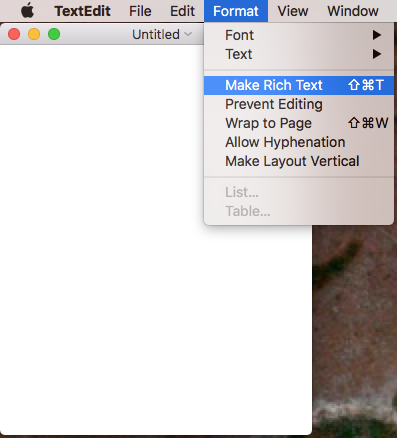 TextEdit File Edit Format View Window
Untitled
Font
Text
Make Rich Text ⇧⌘T
Prevent Editing
Wrap to Page ⇧⌘W
Allow Hyphenation
Make Layout Vertical
List...
Table...